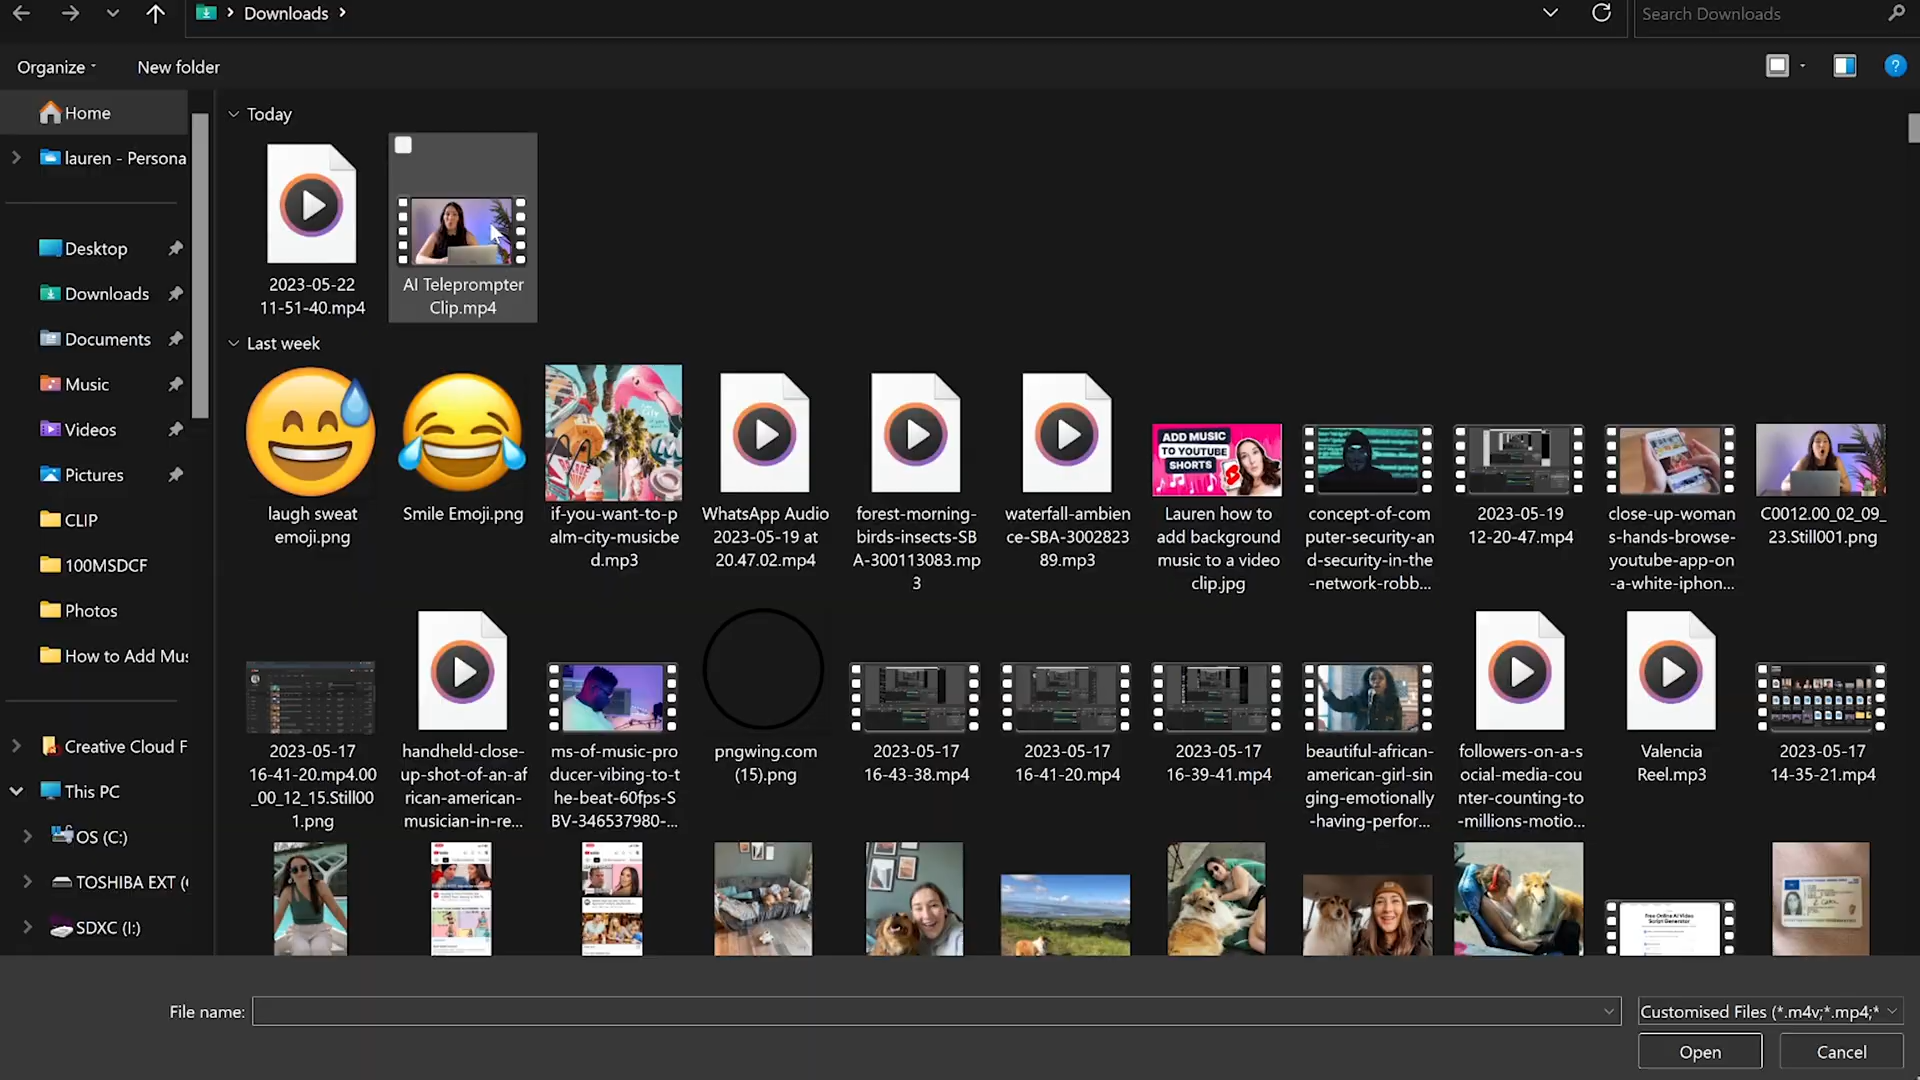 Downloads
Search Downloads
Organize
New folder
Home
lauren - Persona
Desktop
Downloads
Documents
Music
Videos
Pictures
CLIP
100MSDCF
Photos
How to Add Mus
Creative Cloud F
This PC
OS (C:)
TOSHIBA EXT (
SDXC (I:)
Today
2023-05-22
11-51-40.mp4
AI Teleprompter
Clip.mp4
Last week
laugh sweat
emoji.png
Smile Emoji.png
if-you-want-to-p
alm-city-musicbe
d.mp3
WhatsApp Audio
2023-05-19 at
20.47.02.mp4
forest-morning-
birds-insects-SB
A-300113083.mp
3
waterfall-ambien
ce-SBA-3002823
89.mp3
ADD MUSIC
TO YOUTUBE
SHORTS
Lauren how to
add background
music to a video
clip.jpg
concept-of-com
puter-security-an
d-security-in-the
-network-robb...
2023-05-19
12-20-47.mp4
close-up-woman
s-hands-browse-
youtube-app-on
-a-white-iphon...
C0012.00_02_09_
23.Still001.png
2023-05-17
16-41-20.mp4.00
_00_12_15.Still00
1.png
handheld-close-
up-shot-of-an-af
rican-american-
musician-in-re...
ms-of-music-pro
ducer-vibing-to-t
he-beat-60fps-S
BV-346537980-...
pngwing.com
(15).png
2023-05-17
16-43-38.mp4
2023-05-17
16-41-20.mp4
2023-05-17
16-39-41.mp4
beautiful-african-
american-girl-sin
ging-emotionally
-having-perfor...
followers-on-a-s
ocial-media-cou
nter-counting-to
-millions-motio...
Valencia
Reel.mp3
2023-05-17
14-35-21.mp4
Free Online AI Video
Script Generator
File name:
Customised Files (*.m4v;*.mp4;*
Open
Cancel